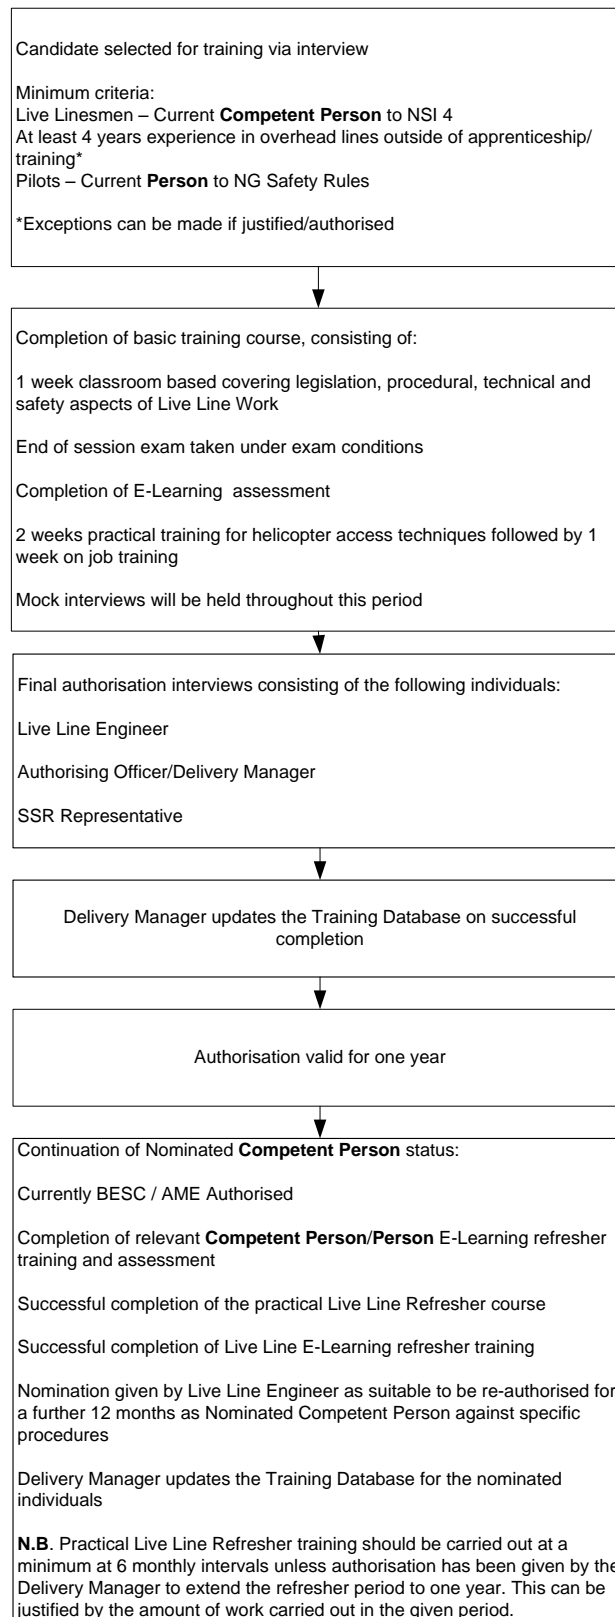 Candidate selected for training via interview
Minimum criteria:
Live Linesmen – Current Competent Person to NSI 4
At least 4 years experience in overhead lines outside of apprenticeship/
training*
Pilots – Current Person to NG Safety Rules
*Exceptions can be made if justified/authorised
Completion of basic training course, consisting of:
1 week classroom based covering legislation, procedural, technical and
safety aspects of Live Line Work
End of session exam taken under exam conditions
Completion of E-Learning assessment
2 weeks practical training for helicopter access techniques followed by 1
week on job training
Mock interviews will be held throughout this period
Final authorisation interviews consisting of the following individuals:
Live Line Engineer
Authorising Officer/Delivery Manager
SSR Representative
Delivery Manager updates the Training Database on successful
completion
Authorisation valid for one year
Continuation of Nominated Competent Person status:
Currently BESC / AME Authorised
Completion of relevant Competent Person/Person E-Learning refresher
training and assessment
Successful completion of the practical Live Line Refresher course
Successful completion of Live Line E-Learning refresher training
Nomination given by Live Line Engineer as suitable to be re-authorised for
a further 12 months as Nominated Competent Person against specific
procedures
Delivery Manager updates the Training Database for the nominated
individuals
N.B. Practical Live Line Refresher training should be carried out at a
minimum at 6 monthly intervals unless authorisation has been given by the
Delivery Manager to extend the refresher period to one year. This can be
justified by the amount of work carried out in the given period.